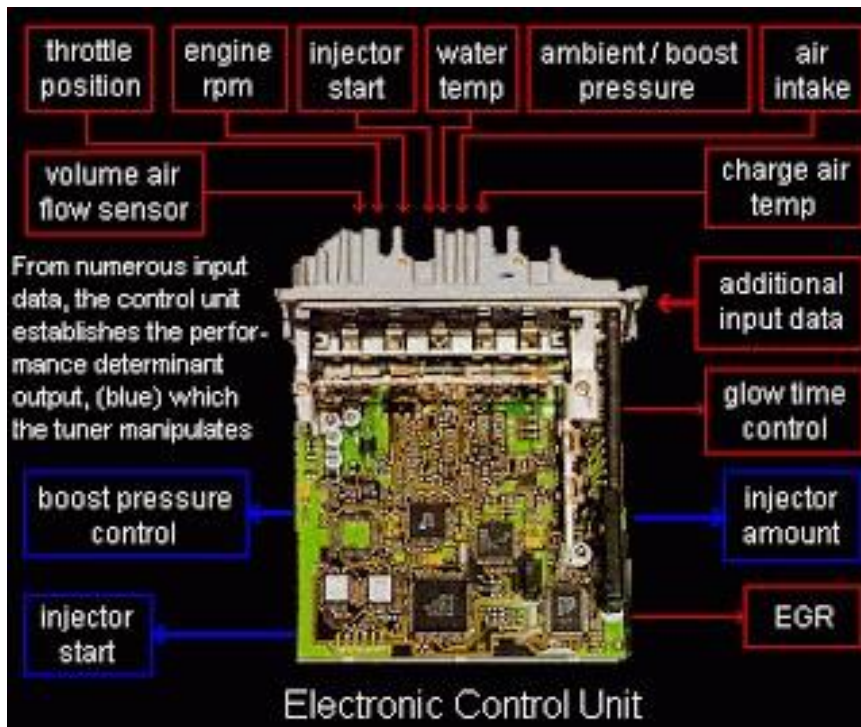 throttle
position
engine
rpm
injector
start
water
temp
ambient / boost
pressure
air
intake
volume air
flow sensor
charge air
temp
From numerous input
data, the control unit
establishes the perfor-
mance determinant
output, (blue) which
the tuner manipulates
additional
input data
glow time
control
boost pressure
control
injector
amount
injector
start
EGR
Electronic Control Unit